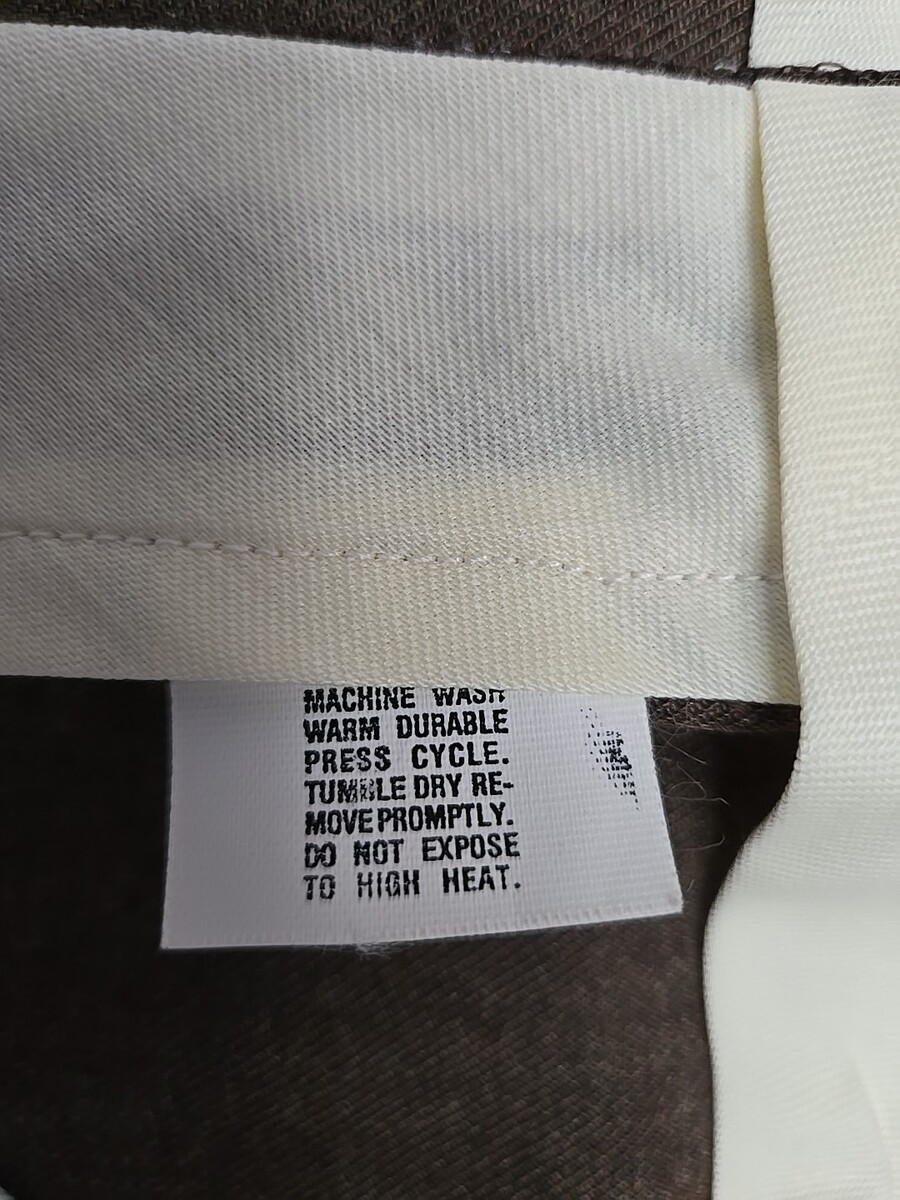 MACHINE WASH
WARM DURABLE
PRESS CYCLE.
TUMBLE DRY RE-
MOVE PROMPTLY.
DO NOT EXPOSE
TO HIGH HEAT.